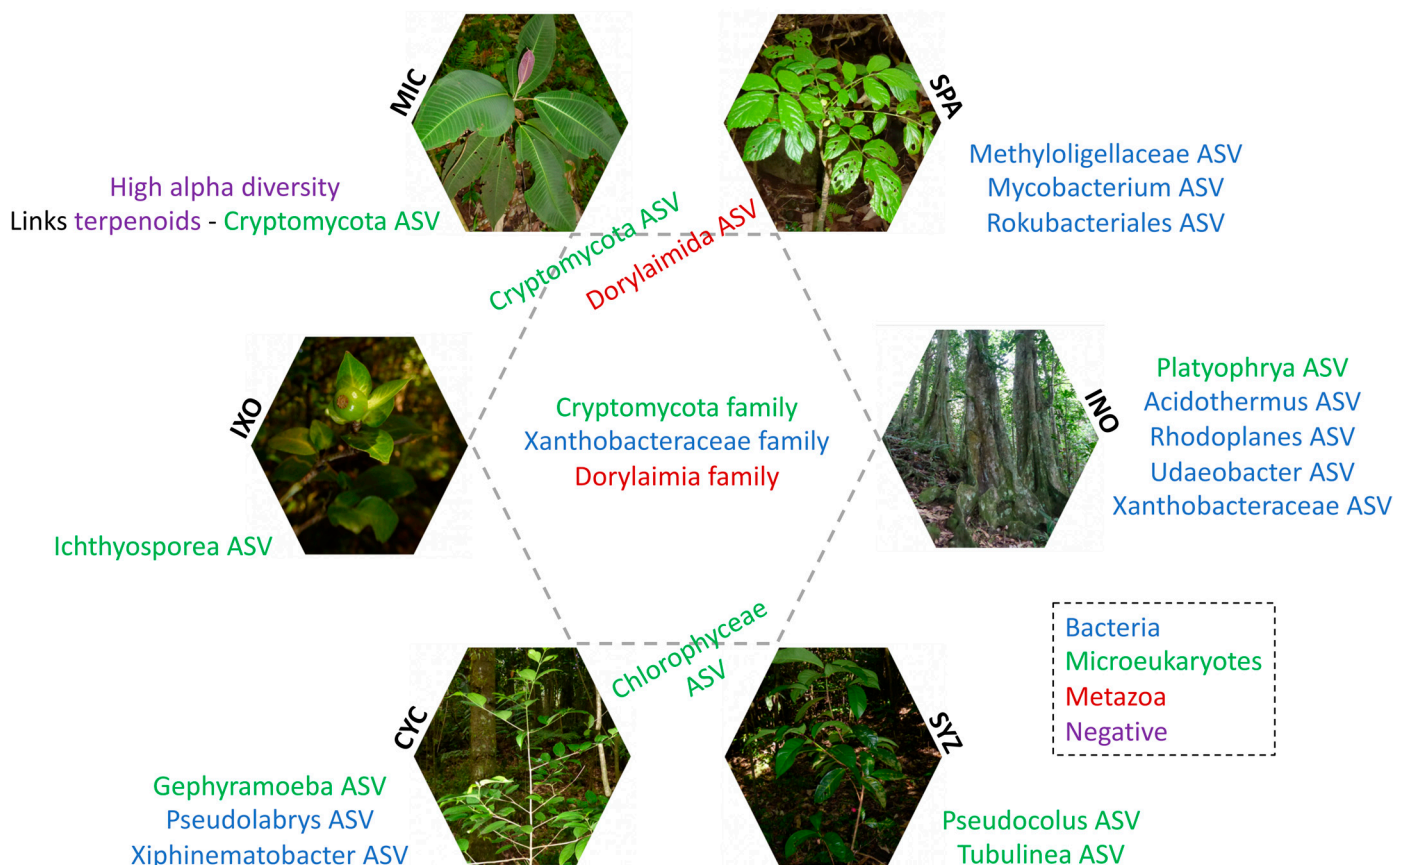 MIC
SPA
High alpha diversity
Links terpenoids - Cryptomycota ASV
Methyloligellaceae ASV
Mycobacterium ASV
Rokubacteriales ASV
Cryptomycota ASV
Dorylaimida ASV
IXO
INO
Cryptomycota family
Xanthobacteraceae family
Dorylaimia family
Platyophrya ASV
Acidothermus ASV
Rhodoplanes ASV
Udaeobacter ASV
Xanthobacteraceae ASV
Ichthyosporea ASV
Chlorophyceae
ASV
Bacteria
Microeukaryotes
Metazoa
Negative
CYC
SYZ
Gephyramoeba ASV
Pseudolabrys ASV
Xiphinematobacter ASV
Pseudocolus ASV
Tubulinea ASV